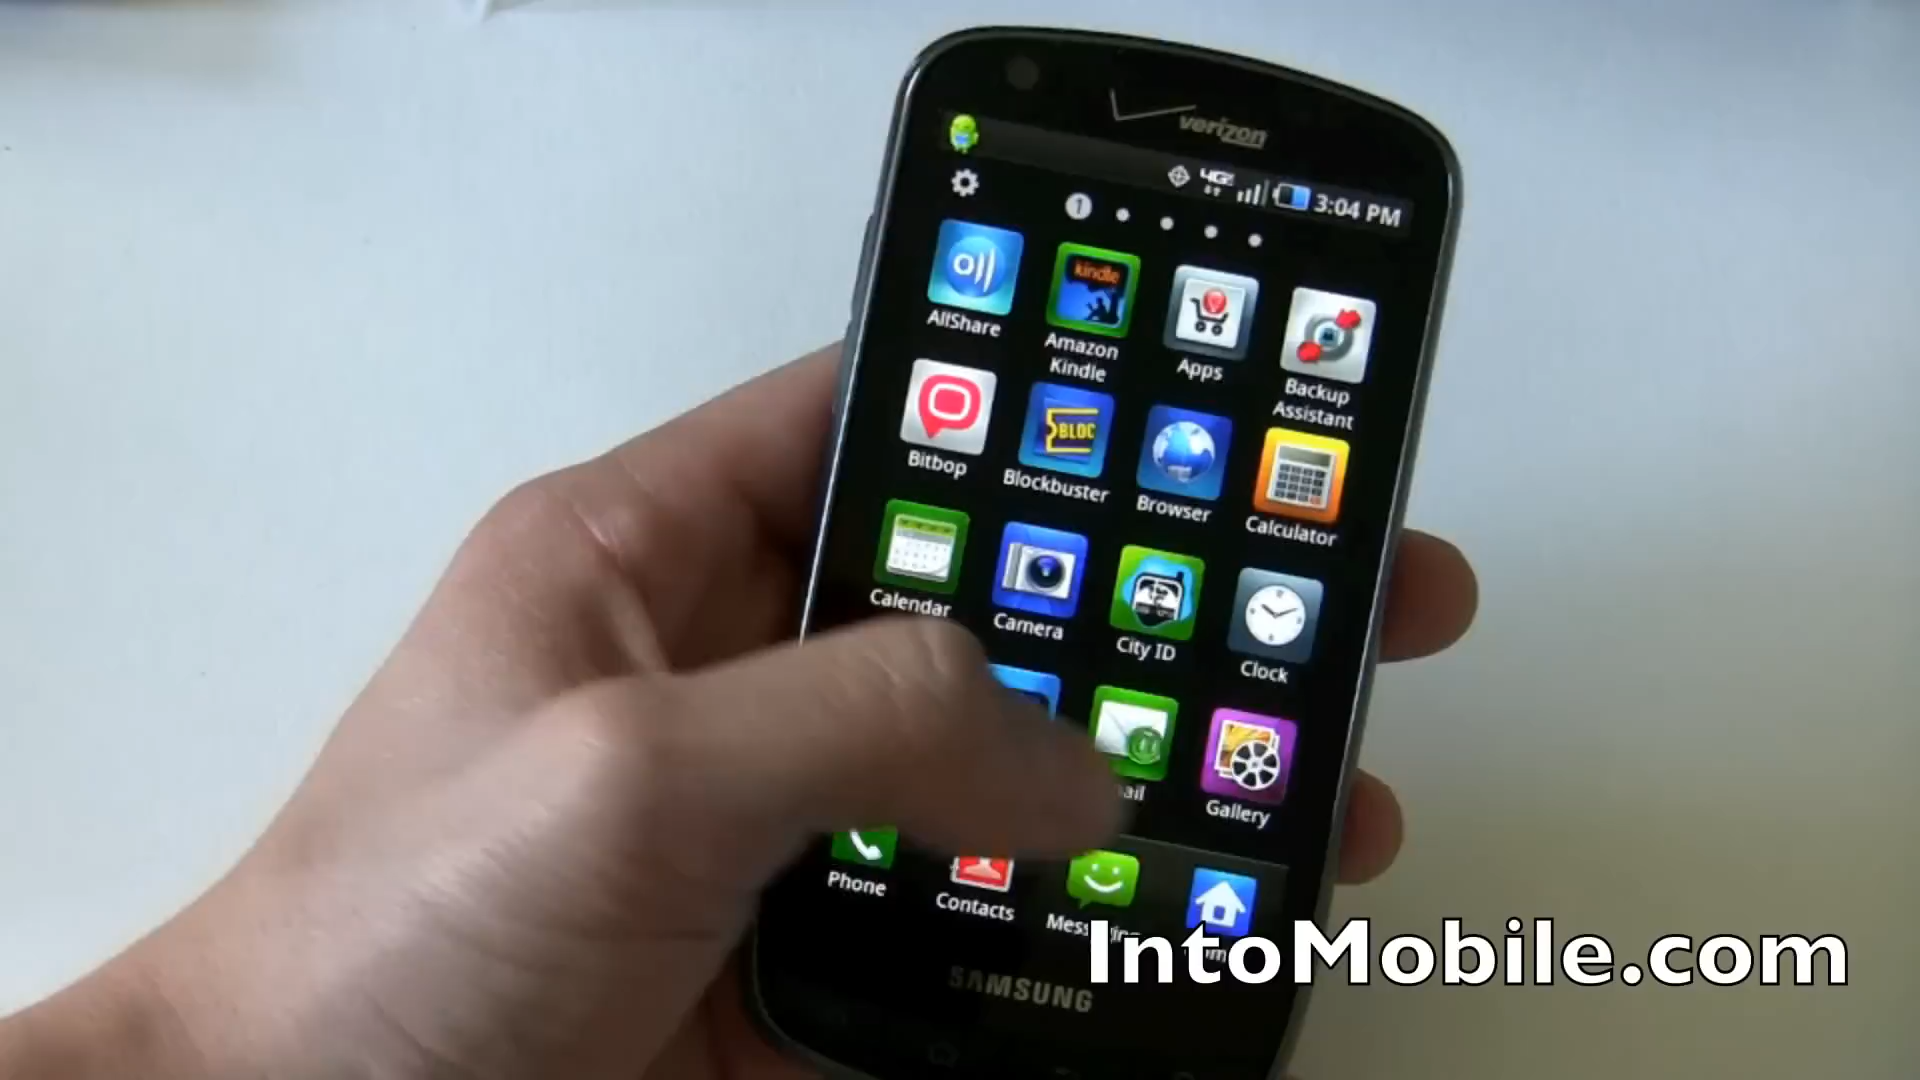 verizon
4G 3:04 PM
1
AllShare
Amazon
Kindle
kindle
Apps
Backup
Assistant
Bitbop
BLOC
Blockbuster
Browser
Calculator
Calendar
Camera
City ID
Clock
Gallery
Phone
Contacts
IntoMobile.com
SAMSUNG